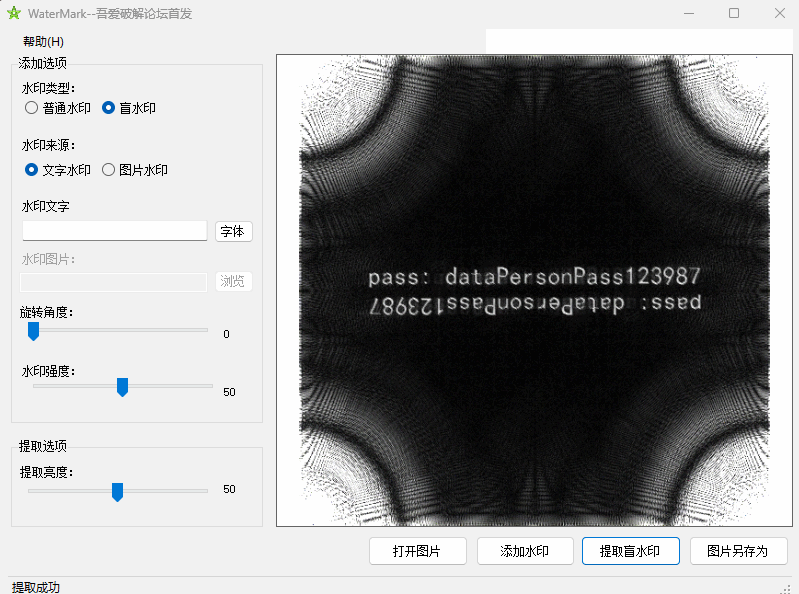 WaterMark--吾爱破解论坛首发
帮助(H)
添加选项
水印类型：
普通水印 盲水印
水印来源：
文字水印 图片水印
水印文字
字体
水印图片：
浏览
旋转角度：
0
水印强度：
50
提取选项
提取亮度：
50
pass: dataPersonPass123987
pass: dataPersonPass123987
打开图片 添加水印 提取盲水印 图片另存为
提取成功